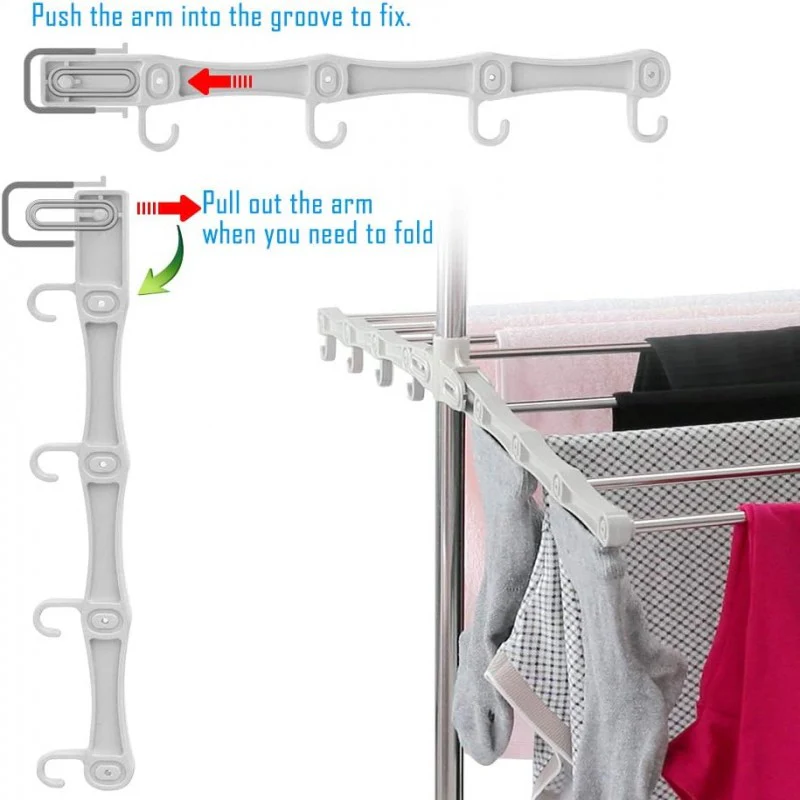 Push the arm into the groove to fix.
Pull out the arm
when you need to fold